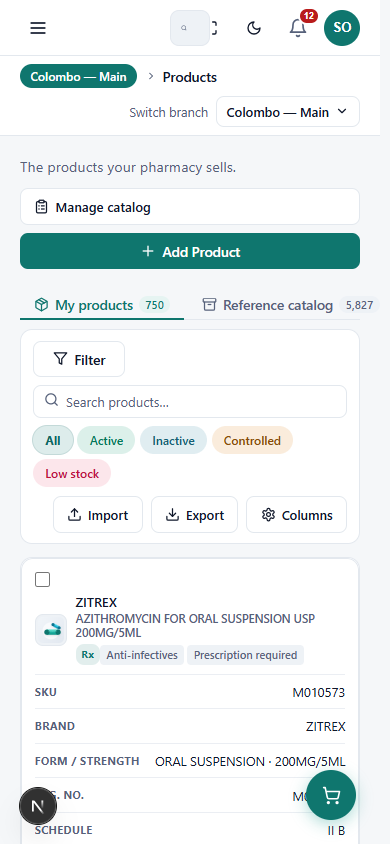 12
SO
Colombo — Main
Products
Switch branch
Colombo — Main
The products your pharmacy sells.
Manage catalog
+ Add Product
My products 750
Reference catalog 5,827
Filter
Search products...
All
Active
Inactive
Controlled
Low stock
Import
Export
Columns
ZITREX
AZITHROMYCIN FOR ORAL SUSPENSION USP
200MG/5ML
Rx
Anti-infectives
Prescription required
SKU
M010573
BRAND
ZITREX
FORM / STRENGTH
ORAL SUSPENSION · 200MG/5ML
N
NO.
SCHEDULE
II B